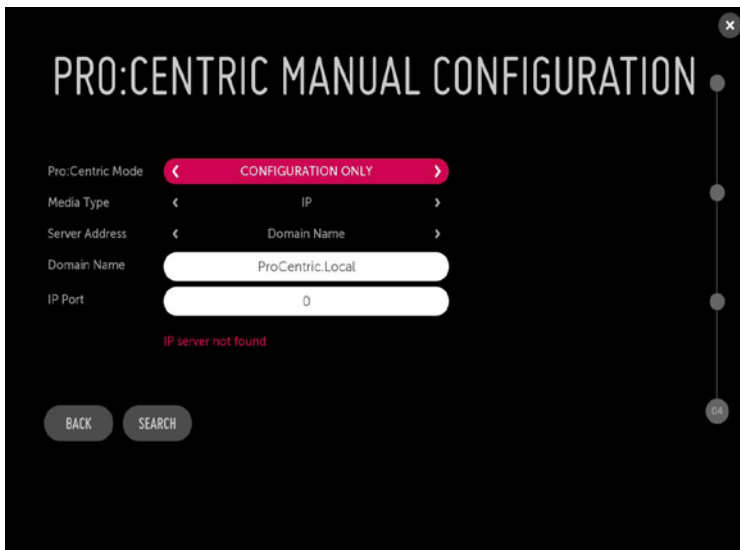 PRO:CENTRIC MANUAL CONFIGURATION
Pro:Centric Mode CONFIGURATION ONLY
Media Type IP
Server Address Domain Name
Domain Name ProCentric.Local
IP Port 0
IP server not found
04
BACK SEARCH